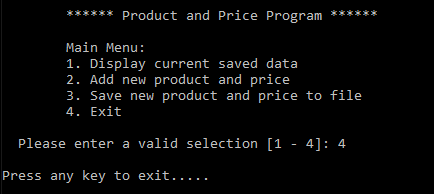 ****** Product and Price Program ******
Main Menu:
1. Display current saved data
2. Add new product and price
3. Save new product and price to file
4. Exit
Please enter a valid selection [1 - 4]: 4
Press any key to exit.....